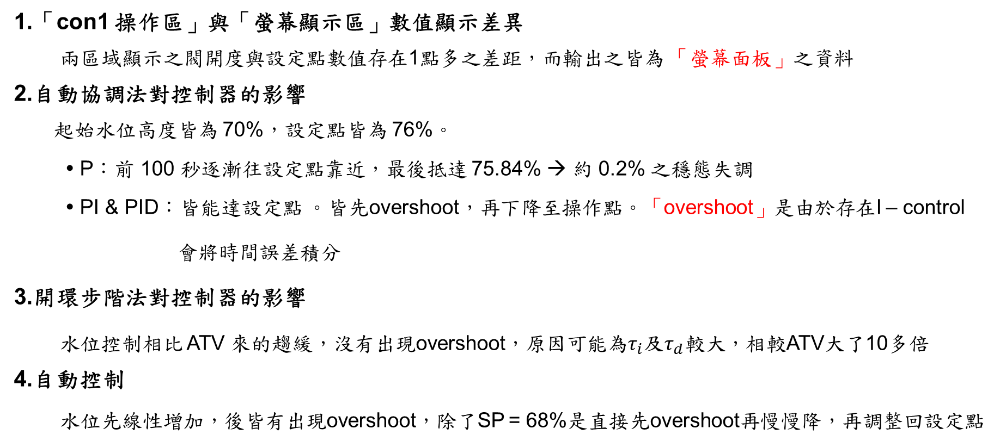 1.「con1 操作區」與「螢幕顯示區」數值顯示差異
兩區域顯示之閥開度與設定點數值存在1點多之差距，而輸出之皆為「螢幕面板」之資料
2.自動協調法對控制器的影響
起始水位高度皆為 70%，設定點皆為 76%。
• P：前 100 秒逐漸往設定點靠近，最後抵達 75.84% → 約 0.2% 之穩態失調
• PI & PID： 皆能達設定點 。皆先overshoot，再下降至操作點。「overshoot」是由於存在I – control
會將時間誤差積分
3.開環步階法對控制器的影響
水位控制相比 ATV 來的趨緩，沒有出現overshoot，原因可能為τi及τd較大，相較ATV大了10多倍
4.自動控制
水位先線性增加，後皆有出現overshoot，除了SP = 68%是直接先overshoot再慢慢降，再調整回設定點